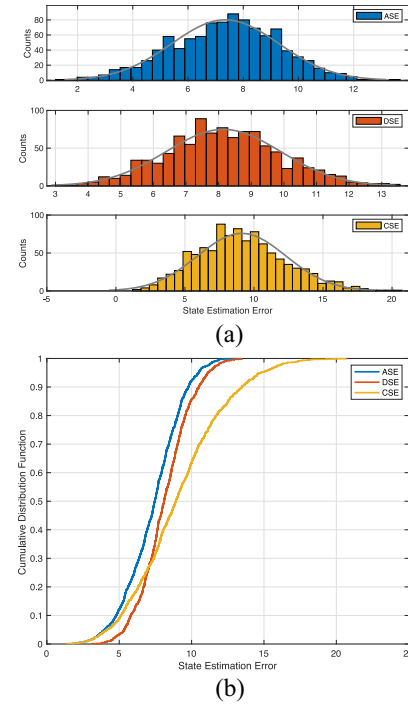 80
60
40
20
0
Counts
ASE
2 4 6 8 10 12
100
50
0
Counts
DSE
3 4 5 6 7 8 9 10 11 12 13
100
50
0
Counts
CSE
-5 0 5 10 15 20
State Estimation Error
(a)
1
0.9
0.8
0.7
0.6
0.5
0.4
0.3
0.2
0.1
0
Cumulative Distribution Function
ASE
DSE
CSE
0 5 10 15 20
State Estimation Error
(b)